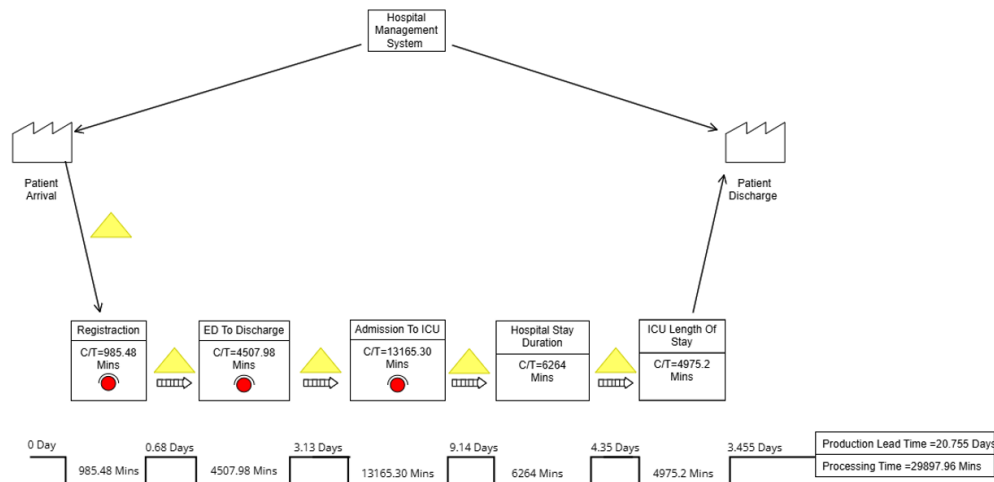 Hospital
Management
System
Patient
Arrival
Patient
Discharge
Registraction
C/T=985.48
Mins
ED To Discharge
C/T=4507.98
Mins
Admission To ICU
C/T=13165.30
Mins
Hospital Stay
Duration
C/T=6264
Mins
ICU Length Of
Stay
C/T=4975.2
Mins
0 Day
0.68 Days
3.13 Days
9.14 Days
4.35 Days
3.455 Days
985.48 Mins
4507.98 Mins
13165.30 Mins
6264 Mins
4975.2 Mins
Production Lead Time =20.755 Days
Processing Time =29897.96 Mins